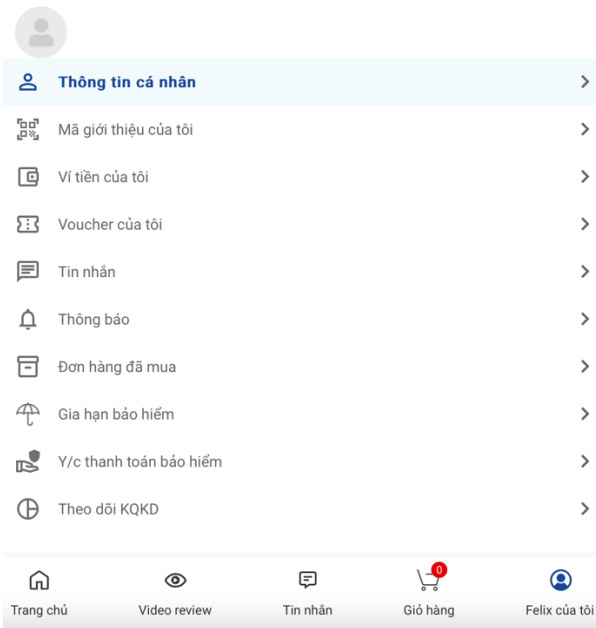 Thông tin cá nhân
Mã giới thiệu của tôi
Ví tiền của tôi
Voucher của tôi
Tin nhắn
Thông báo
Đơn hàng đã mua
Gia hạn bảo hiểm
Y/c thanh toán bảo hiểm
Theo dõi KQKD
0
Trang chủ Video review Tin nhắn Giỏ hàng Felix của tôi